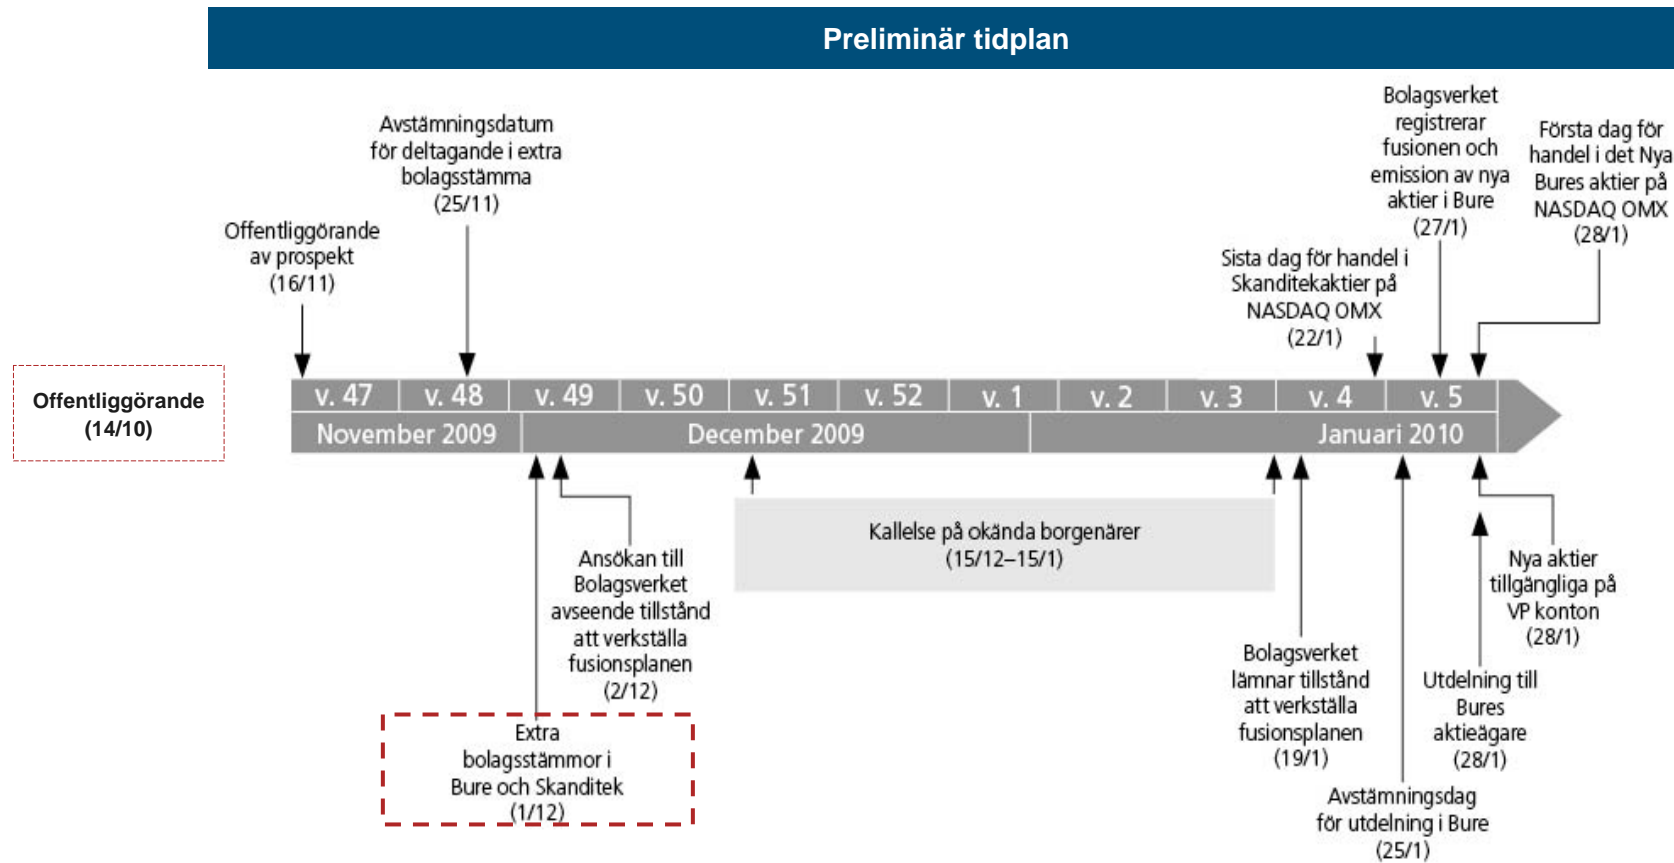 Preliminär tidplan
Offentliggörande
av prospekt
(16/11)
Avstämningsdatum
för deltagande i extra
bolagsstämma
(25/11)
Sista dag för handel i
Skanditekaktier på
NASDAQ OMX
(22/1)
Bolagsverket
registrerar
fusionen och
emission av nya
aktier i Bure
(27/1)
Första dag för
handel i det Nya
Bures aktier på
NASDAQ OMX
(28/1)
Offentliggörande
(14/10)
v. 47 v. 48 v. 49 v. 50 v. 51 v. 52 v. 1 v. 2 v. 3 v. 4 v. 5
November 2009 December 2009 Januari 2010
Extra
bolagsstämmor i
Bure och Skanditek
(1/12)
Ansökan till
Bolagsverket
avseende tillstånd
att verkställa
fusionsplanen
(2/12)
Kallelse på okända borgenärer
(15/12–15/1)
Bolagsverket
lämnar tillstånd
att verkställa
fusionsplanen
(19/1)
Avstämningsdag
för utdelning i Bure
(25/1)
Utdelning till
Bures
aktieägare
(28/1)
Nya aktier
tillgängliga på
VP konton
(28/1)